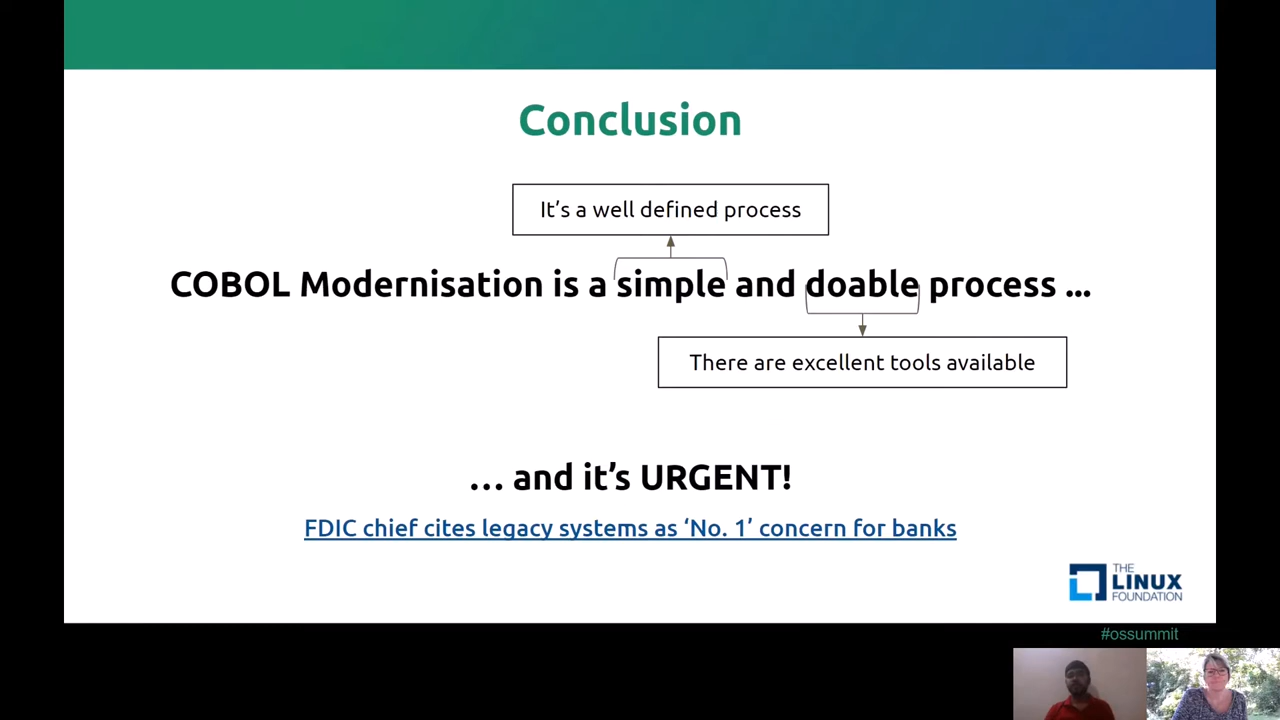 Conclusion
It's a well defined process
COBOL Modernisation is a simple and doable process ...
There are excellent tools available
… and it's URGENT!
FDIC chief cites legacy systems as ‘No. 1’ concern for banks
THE
LINUX
FOUNDATION
#ossummit